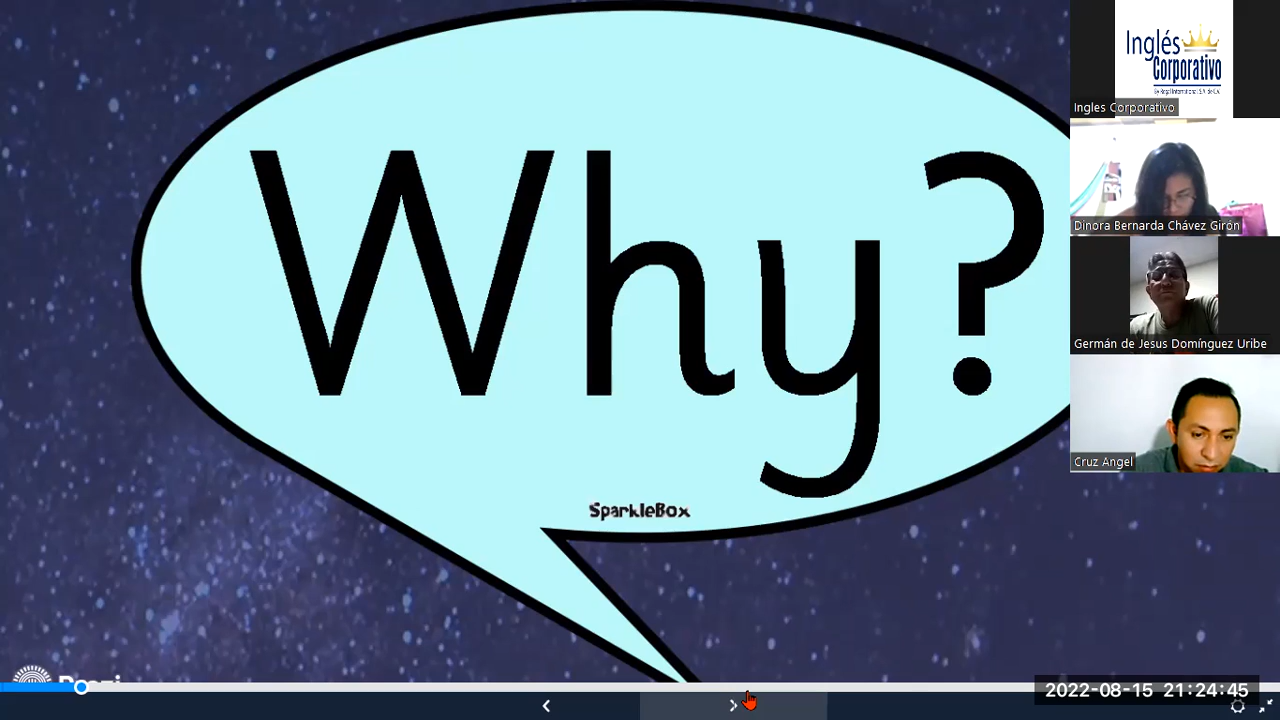 Why?
SparkleBox
Prezi
Inglés
Corporativo
Ingles Corporativo
Dinora Bernarda Chávez Girón
Germán de Jesus Domínguez Uribe
Cruz Angel
2022-08-15 21:24:45